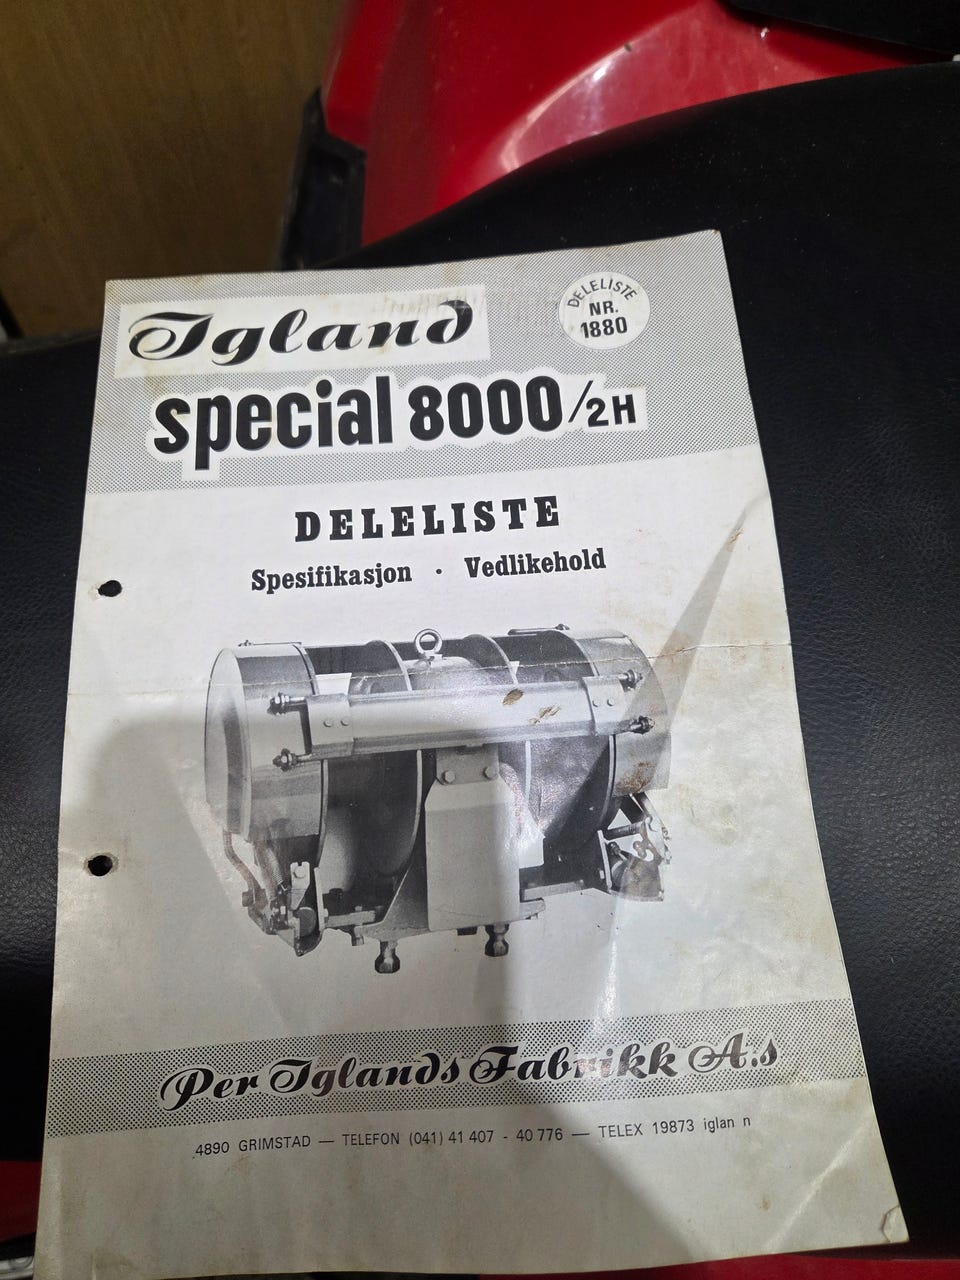 Igland
DELELISTE
NR.
1880
special 8000/2H
DELELISTE
Spesifikasjon · Vedlikehold
Per Iglands Fabrikk A.s
4890 GRIMSTAD — TELEFON (041) 41 407 - 40 776 — TELEX 19873 iglan n